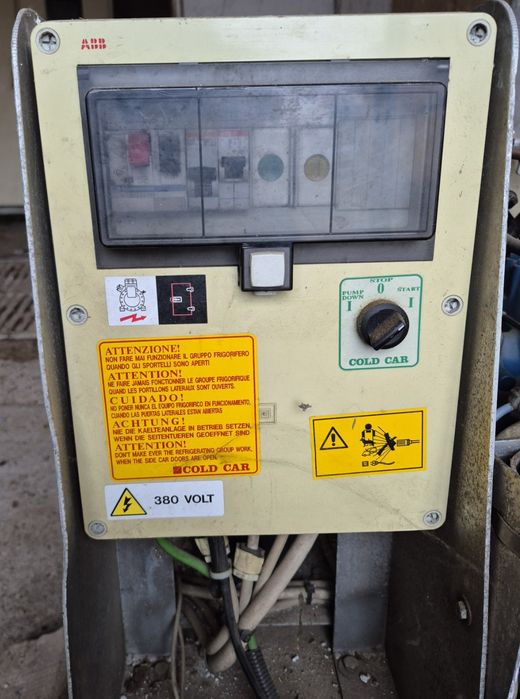 ABB
STOP
PUMP DOWN 0 START
I I
COLD CAR
ATTENZIONE!
NON FARE MAI FUNZIONARE IL GRUPPO FRIGORIFERO
QUANDO GLI SPORTELLI SONO APERTI
ATTENTION!
NE FAIRE JAMAIS FONCTIONNER LE GROUPE FRIGORIFIQUE
QUAND LES PORTILLONS LATERAUX SONT OUVERTS.
CUIDADO!
NO PONER NUNCA EL EQUIPO FRIGORIFICO EN FUNCIONAMIENTO,
CUANDO LAS PUERTAS LATERALES ESTAN ABIERTAS
ACHTUNG!
NIE DIE KAELTEANLAGE IN BETRIEB SETZEN,
WENN DIE SEITENTUEREN GEOEFFNET SIND
ATTENTION!
DON'T MAKE EVER THE REFRIGERATING GROUP WORK,
WHEN THE SIDE CAR DOORS ARE OPEN.
COLD CAR
380 VOLT